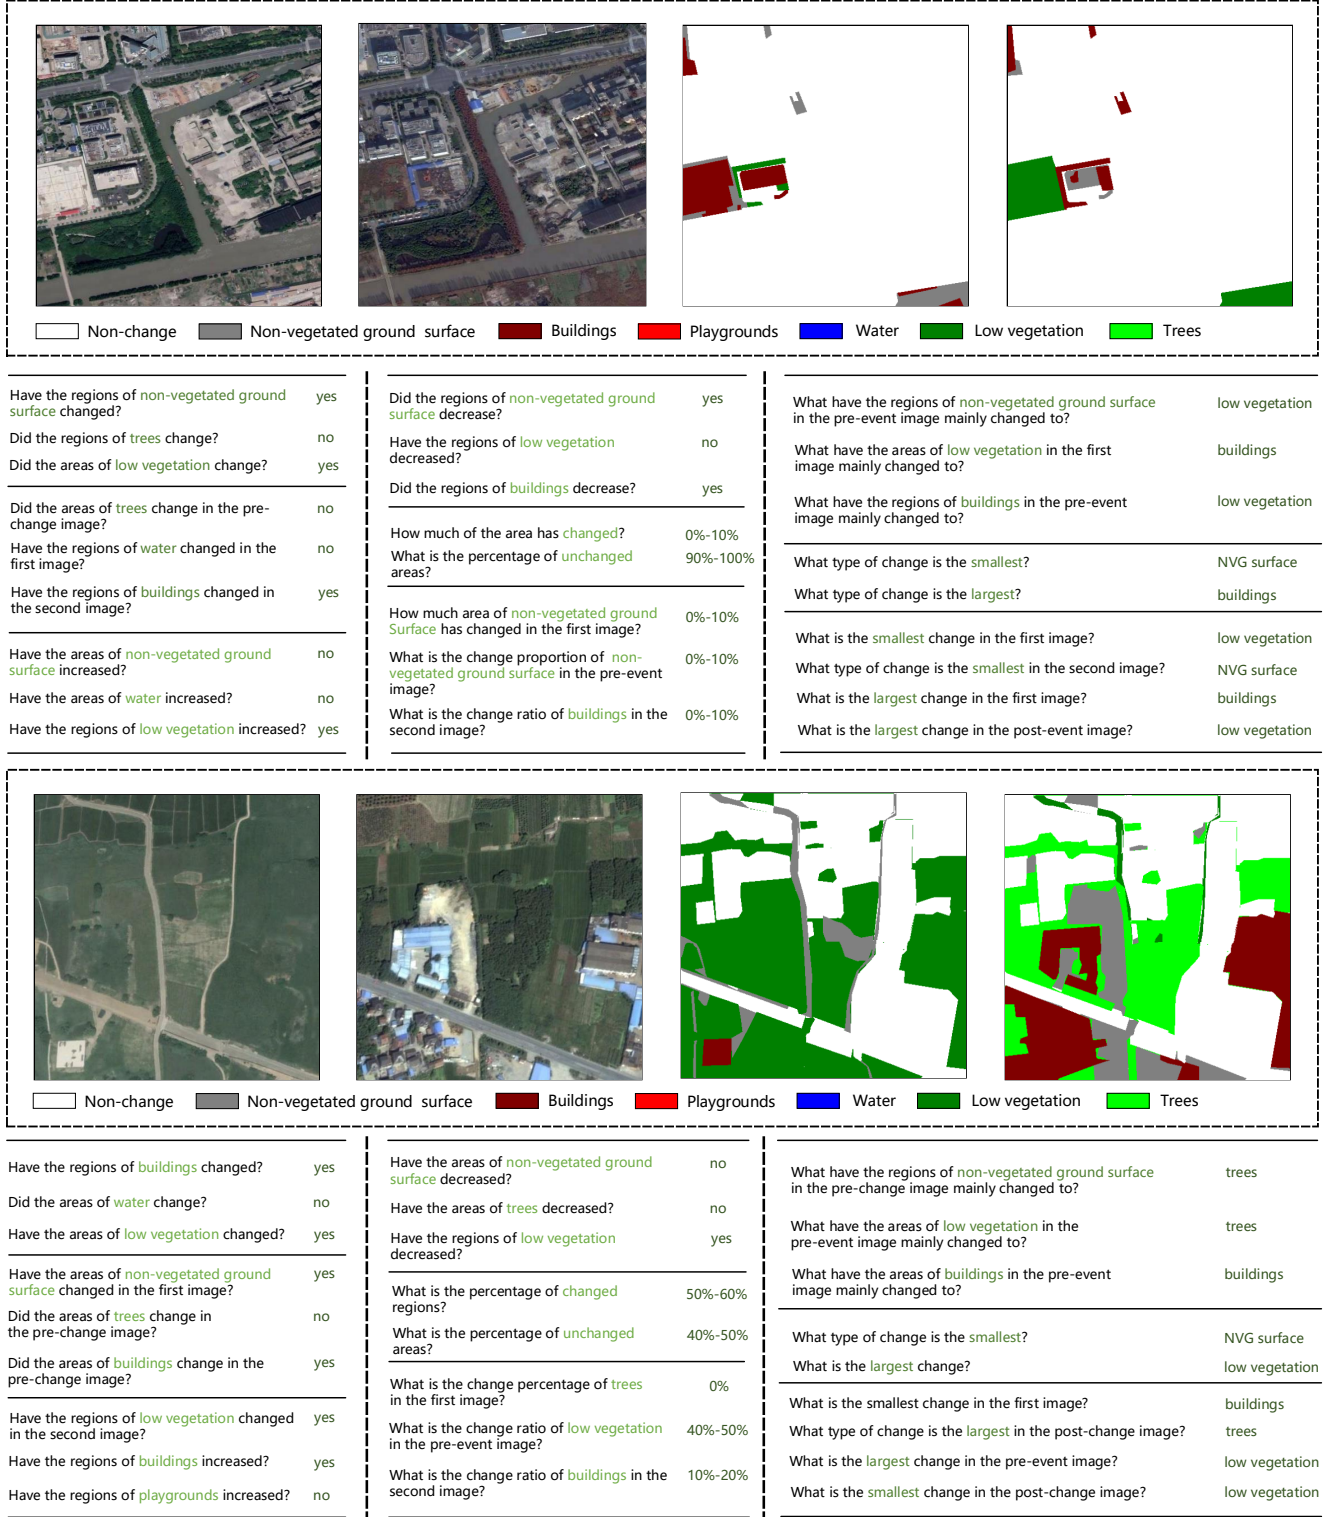 Non-change Non-vegetated ground surface Buildings Playgrounds Water Low vegetation Trees
Have the regions of non-vegetated ground
surface changed? yes
Did the regions of trees change? no
Did the areas of low vegetation change? yes
Did the areas of trees change in the pre-
change image? no
Have the regions of water changed in the
first image? no
Have the regions of buildings changed in
the second image? yes
Have the areas of non-vegetated ground
surface increased? no
Have the areas of water increased? no
Have the regions of low vegetation increased? yes
Did the regions of non-vegetated ground
surface decrease? yes
Have the regions of low vegetation
decreased? no
Did the regions of buildings decrease? yes
How much of the area has changed? 0%-10%
What is the percentage of unchanged
areas? 90%-100%
How much area of non-vegetated ground
Surface has changed in the first image? 0%-10%
What is the change proportion of non-
vegetated ground surface in the pre-event
image? 0%-10%
What is the change ratio of buildings in the
second image? 0%-10%
What have the regions of non-vegetated ground surface
in the pre-event image mainly changed to? low vegetation
What have the areas of low vegetation in the first
image mainly changed to? buildings
What have the regions of buildings in the pre-event
image mainly changed to? low vegetation
What type of change is the smallest? NVG surface
What type of change is the largest? buildings
What is the smallest change in the first image? low vegetation
What type of change is the smallest in the second image? NVG surface
What is the largest change in the first image? buildings
What is the largest change in the post-event image? low vegetation
Non-change Non-vegetated ground surface Buildings Playgrounds Water Low vegetation Trees
Have the regions of buildings changed? yes
Did the areas of water change? no
Have the areas of low vegetation changed? yes
Have the areas of non-vegetated ground
surface changed in the first image? yes
Did the areas of trees change in
the pre-change image? no
Did the areas of buildings change in the
pre-change image? yes
Have the regions of low vegetation changed
in the second image? yes
Have the regions of buildings increased? yes
Have the regions of playgrounds increased? no
Have the areas of non-vegetated ground
surface decreased? no
Have the areas of trees decreased? no
Have the regions of low vegetation
decreased? yes
What is the percentage of changed
regions? 50%-60%
What is the percentage of unchanged
areas? 40%-50%
What is the change percentage of trees
in the first image? 0%
What is the change ratio of low vegetation
in the pre-event image? 40%-50%
What is the change ratio of buildings in the
second image? 10%-20%
What have the regions of non-vegetated ground surface
in the pre-change image mainly changed to? trees
What have the areas of low vegetation in the
pre-event image mainly changed to? trees
What have the areas of buildings in the pre-event
image mainly changed to? buildings
What type of change is the smallest? NVG surface
What is the largest change? low vegetation
What is the smallest change in the first image? buildings
What type of change is the largest in the post-change image? trees
What is the largest change in the pre-event image? low vegetation
What is the smallest change in the post-change image? low vegetation